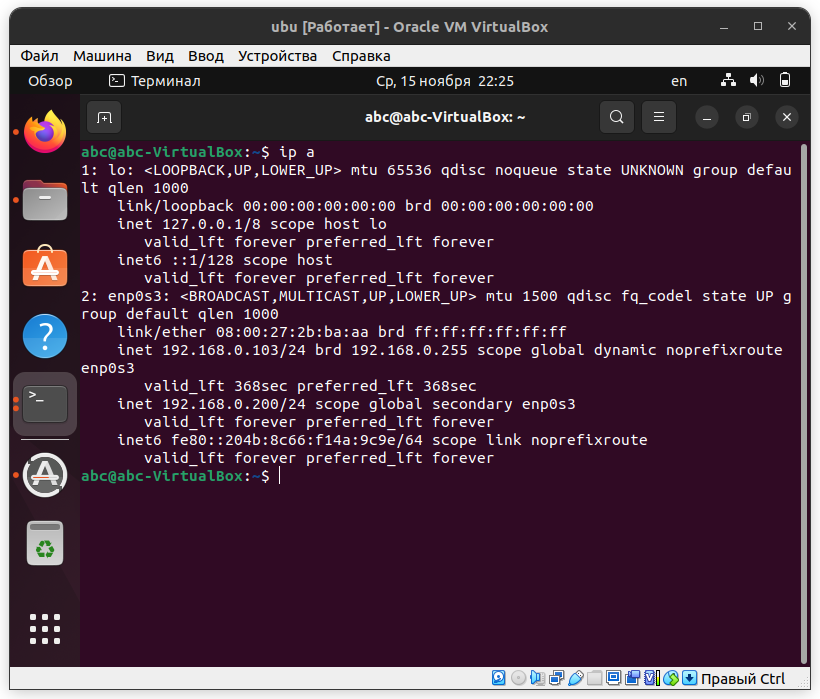 ubu [Работает] - Oracle VM VirtualBox
Файл Машина Вид Ввод Устройства Справка
Обзор Терминал Ср, 15 ноября 22:25 en
abc@abc-VirtualBox: ~
abc@abc-VirtualBox:~$ ip a
1: lo: <LOOPBACK,UP,LOWER_UP> mtu 65536 qdisc noqueue state UNKNOWN group defau
lt qlen 1000
    link/loopback 00:00:00:00:00:00 brd 00:00:00:00:00:00
    inet 127.0.0.1/8 scope host lo
       valid_lft forever preferred_lft forever
    inet6 ::1/128 scope host
       valid_lft forever preferred_lft forever
2: enp0s3: <BROADCAST,MULTICAST,UP,LOWER_UP> mtu 1500 qdisc fq_codel state UP g
roup default qlen 1000
    link/ether 08:00:27:2b:ba:aa brd ff:ff:ff:ff:ff:ff
    inet 192.168.0.103/24 brd 192.168.0.255 scope global dynamic noprefixroute
enp0s3
       valid_lft 368sec preferred_lft 368sec
    inet 192.168.0.200/24 scope global secondary enp0s3
       valid_lft forever preferred_lft forever
    inet6 fe80::204b:8c66:f14a:9c9e/64 scope link noprefixroute
       valid_lft forever preferred_lft forever
abc@abc-VirtualBox:~$
Правый Ctrl